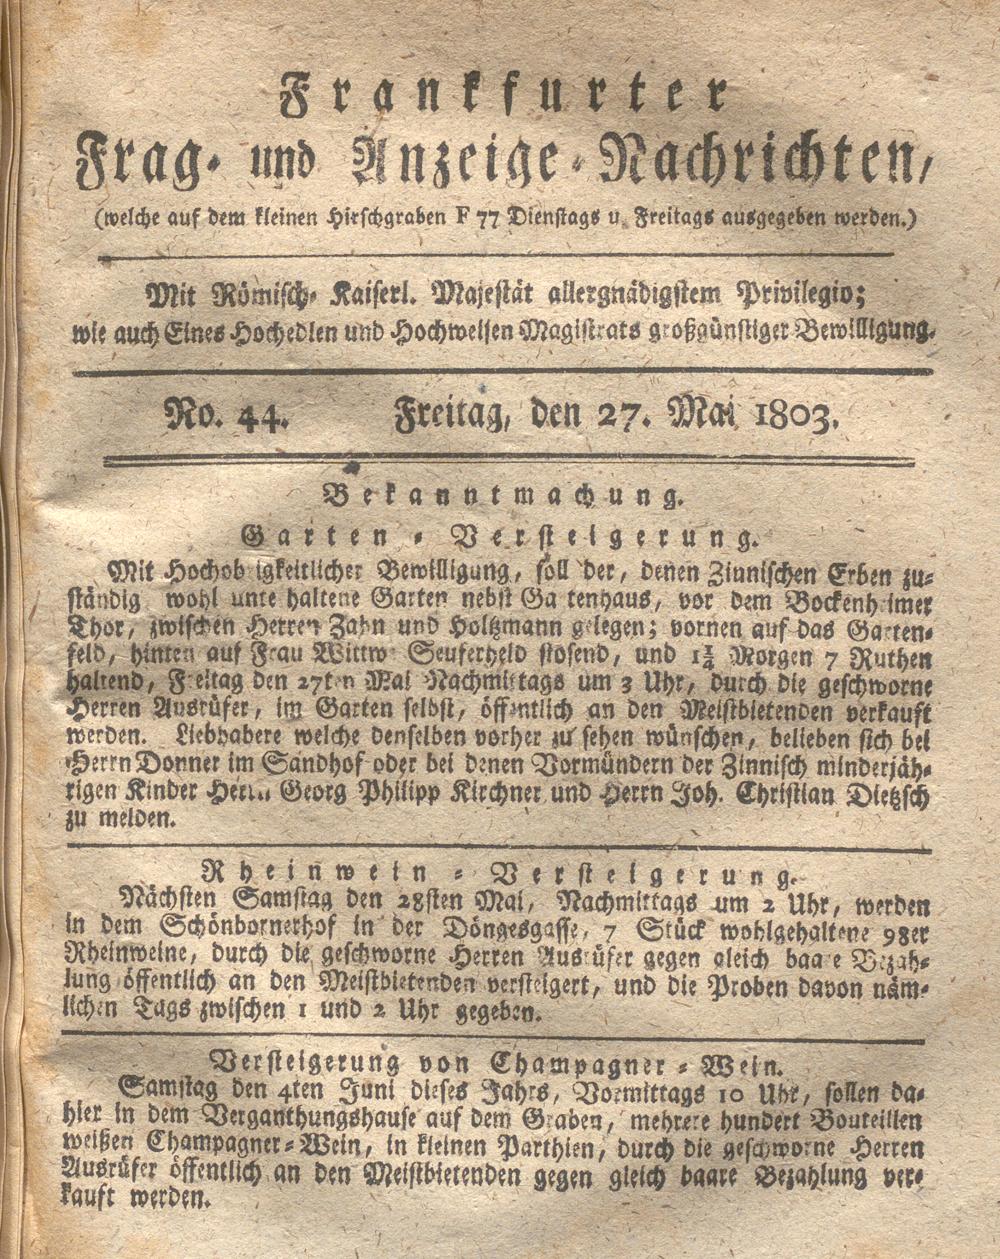 Frankfurter
Frag- und Anzeige-Nachrichten,
(welche auf dem kleinen Hirschgraben F 77 Dienstags u. Freitags ausgegeben werden.)
Mit Römisch- Kaiserl. Majestät allergnädigstem Privilegio;
wie auch Eines Hochedlen und Hochweisen Magistrats großgünstiger Bewilligung.
No. 44. Freitag, den 27. Mai 1803.
Bekanntmachung.
Garten-Versteigerung.
Mit Hochobrigkeitlicher Bewilligung, soll der, denen Zinnischen Erben zu-
ständig wohl unterhaltene Garten nebst Gartenhaus, vor dem Bockenheimer
Thor, zwischen Herren Zahn und Holtzmann gelegen; vornen auf das Garten-
feld, hinten auf Frau Wittwe Seuferheld stosend, und 1¾ Morgen 7 Ruthen
haltend, Freitag den 27ten Mai Nachmittags um 3 Uhr, durch die geschworne
Herren Ausrüfer, im Garten selbst, öffentlich an den Meistbietenden verkauft
werden. Liebhabere welche denselben vorher zu sehen wünschen, belieben sich bei
Herrn Donner im Sandhof oder bei denen Vormündern der Zinnisch minderjäh-
rigen Kinder Herrn Georg Philipp Kirchner und Herrn Joh. Christian Dietzsch
zu melden.
Rheinwein-Versteigerung.
Nächsten Samstag den 28sten Mai, Nachmittags um 2 Uhr, werden
in dem Schönbornerhof in der Döngesgasse, 7 Stück wohlgehaltene 98er
Rheinweine, durch die geschworne Herren Ausrüfer gegen gleich baare Bezah-
lung öffentlich an den Meistbietenden versteigert, und die Proben davon näm-
lichen Tags zwischen 1 und 2 Uhr gegeben.
Versteigerung von Champagner-Wein.
Samstag den 4ten Juni dieses Jahrs, Vormittags 10 Uhr, sollen da-
hier in dem Verganthungshause auf dem Graben, mehrere hundert Bouteillen
weißen Champagner-Wein, in kleinen Parthien, durch die geschworne Herren
Ausrüfer öffentlich an den Meistbietenden gegen gleich baare Bezahlung ver-
kauft werden.